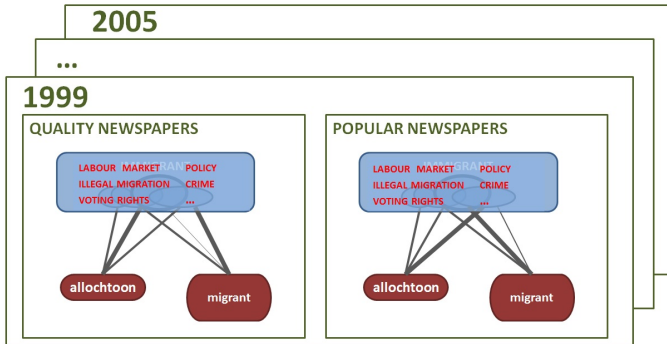 2005
...
1999
QUALITY NEWSPAPERS
LABOUR MARKET POLICY
ILLEGAL MIGRATION CRIME
VOTING RIGHTS ...
allochtoon
migrant
POPULAR NEWSPAPERS
LABOUR MARKET POLICY
ILLEGAL MIGRATION CRIME
VOTING RIGHTS ...
allochtoon
migrant